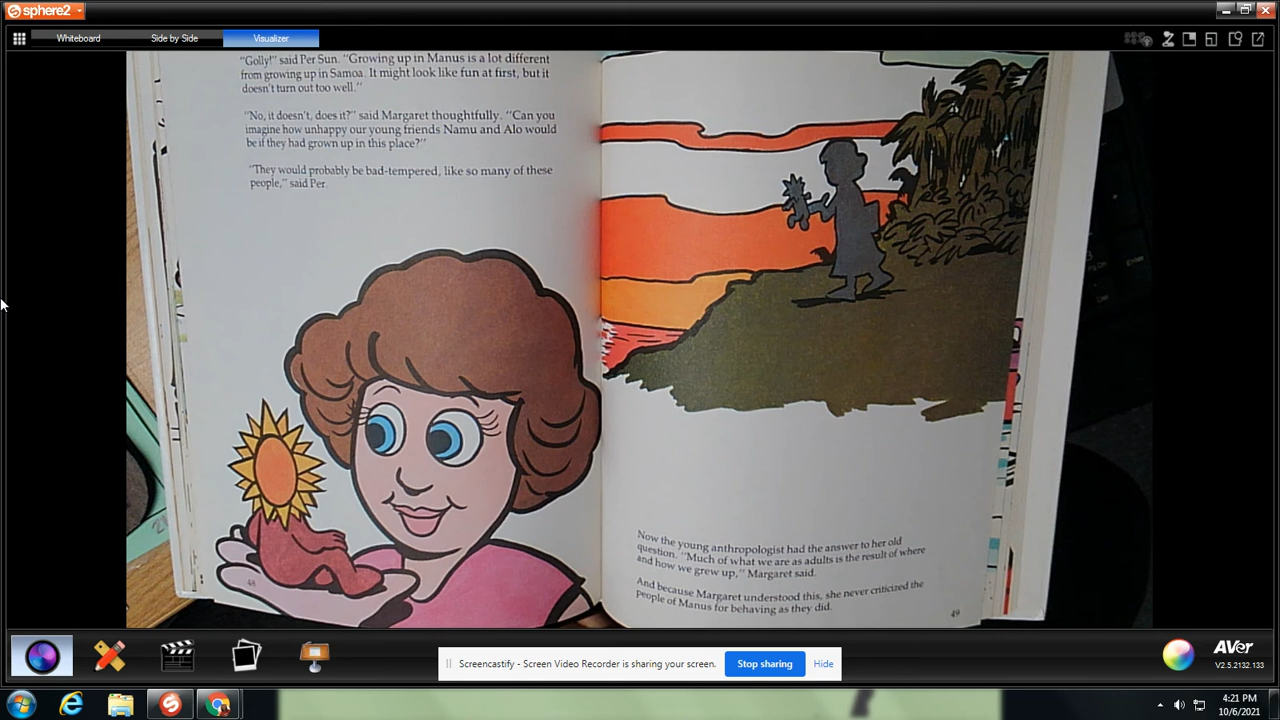 sphere2
Whiteboard
Side by Side
Visualizer
"Golly!" said Per Sun. "Growing up in Manus is a lot different
from growing up in Samoa. It might look like fun at first, but it
doesn't turn out too well."
"No, it doesn't, does it?" said Margaret thoughtfully. "Can you
imagine how unhappy our young friends Namu and Alo would
be if they had grown up in this place?"
"They would probably be bad-tempered, like so many of these
people," said Per.
48
Now the young anthropologist had the answer to her old
question. "Much of what we are as adults is the result of where
and how we grew up," Margaret said.
And because Margaret understood this, she never criticized the
people of Manus for behaving as they did.
49
Screencastify - Screen Video Recorder is sharing your screen.
Stop sharing
Hide
AVer
V2.5.2132.133
4:21 PM
10/6/2021